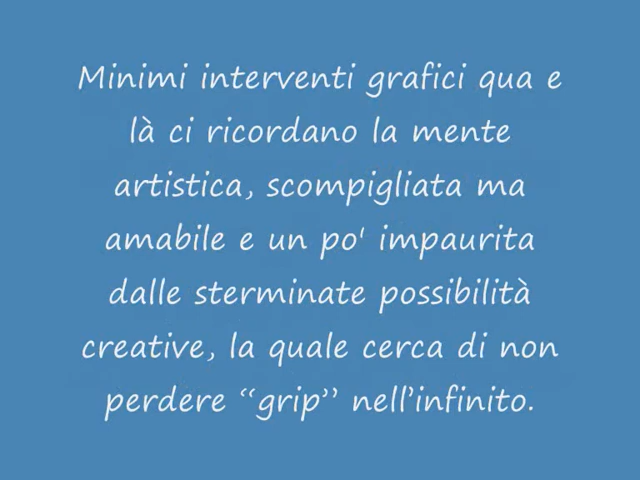 Minimi interventi grafici qua e
là ci ricordano la mente
artistica, scompigliata ma
amabile e un po' impaurita
dalle sterminate possibilità
creative, la quale cerca di non
perdere “grip” nell’infinito.